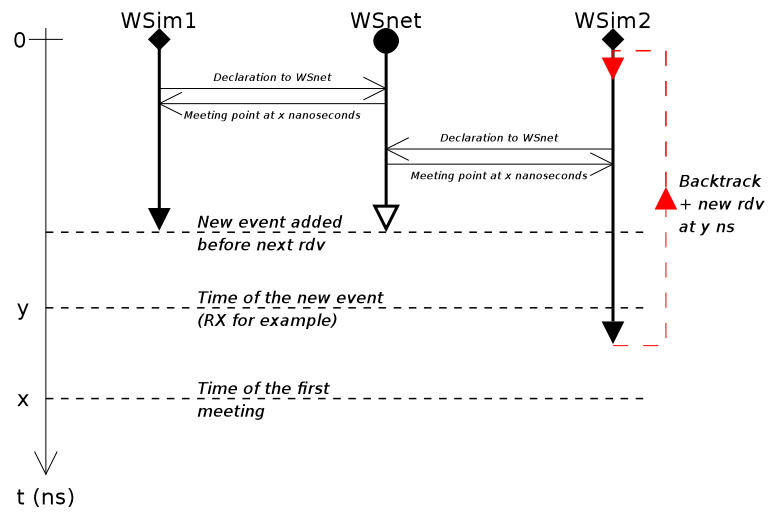 WSim1 WSnet WSim2
0
Declaration to WSnet
Meeting point at x nanoseconds
Declaration to WSnet
Meeting point at x nanoseconds
Backtrack
+ new rdv
at y ns
New event added
before next rdv
y
Time of the new event
(RX for example)
x
Time of the first
meeting
t (ns)